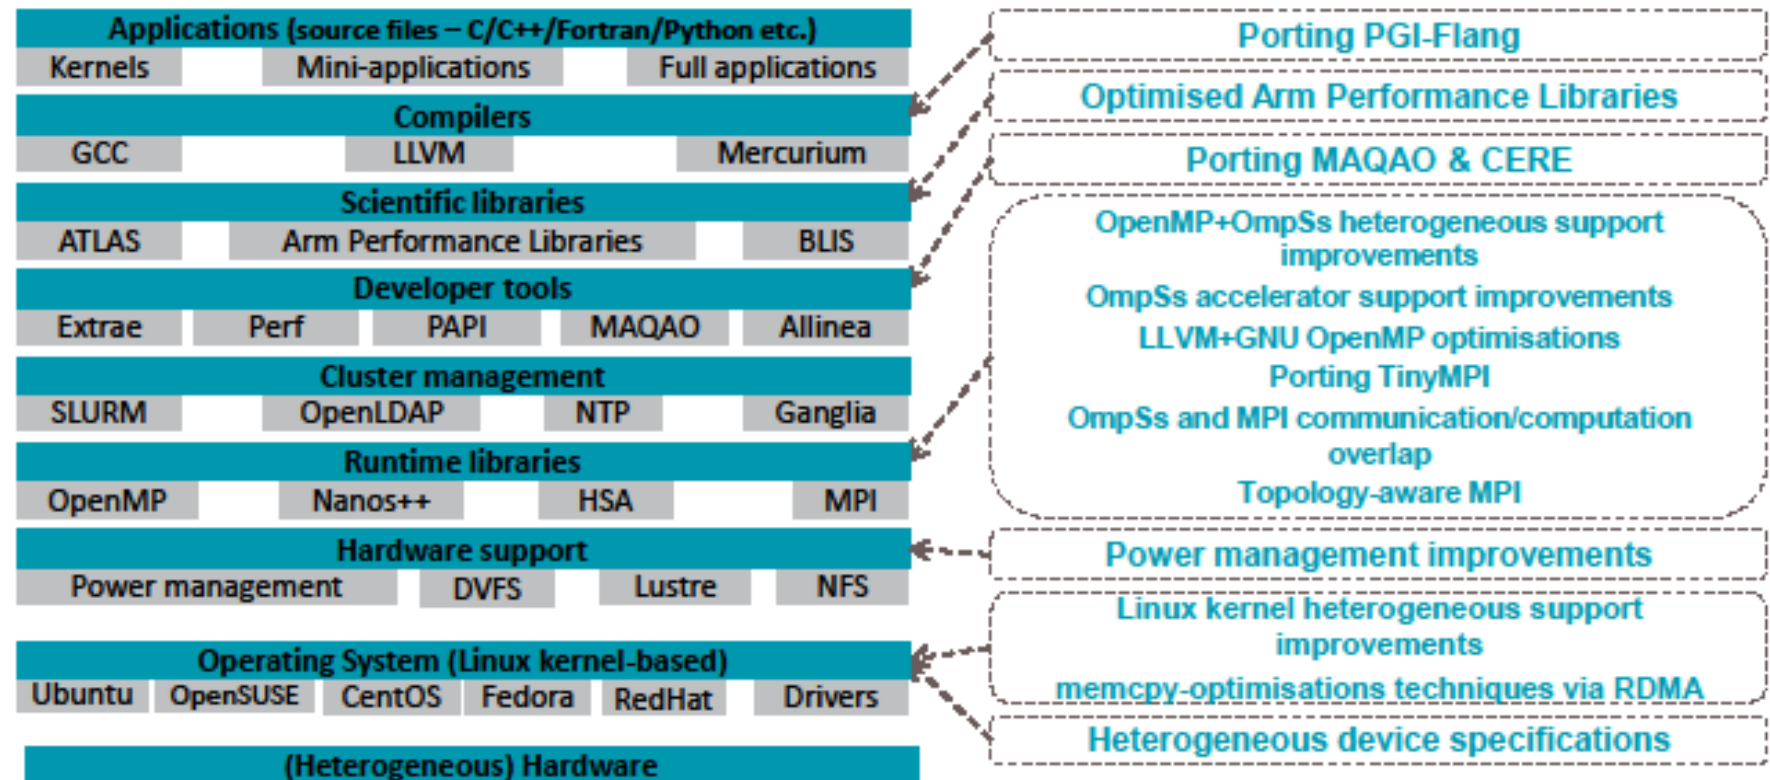 Applications (source files – C/C++/Fortran/Python etc.)
Kernels
Mini-applications
Full applications
Compilers
GCC
LLVM
Mercurium
Scientific libraries
ATLAS
Arm Performance Libraries
BLIS
Developer tools
Extrae
Perf
PAPI
MAQAO
Allinea
Cluster management
SLURM
OpenLDAP
NTP
Ganglia
Runtime libraries
OpenMP
Nanos++
HSA
MPI
Hardware support
Power management
DVFS
Lustre
NFS
Operating System (Linux kernel-based)
Ubuntu
OpenSUSE
CentOS
Fedora
RedHat
Drivers
(Heterogeneous) Hardware
Porting PGI-Flang
Optimised Arm Performance Libraries
Porting MAQAO & CERE
OpenMP+OmpSs heterogeneous support
improvements
OmpSs accelerator support improvements
LLVM+GNU OpenMP optimisations
Porting TinyMPI
OmpSs and MPI communication/computation
overlap
Topology-aware MPI
Power management improvements
Linux kernel heterogeneous support
improvements
memcpy-optimisations techniques via RDMA
Heterogeneous device specifications